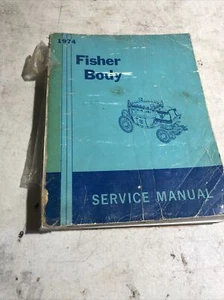 1974
Fisher
Body
SERVICE MANUAL